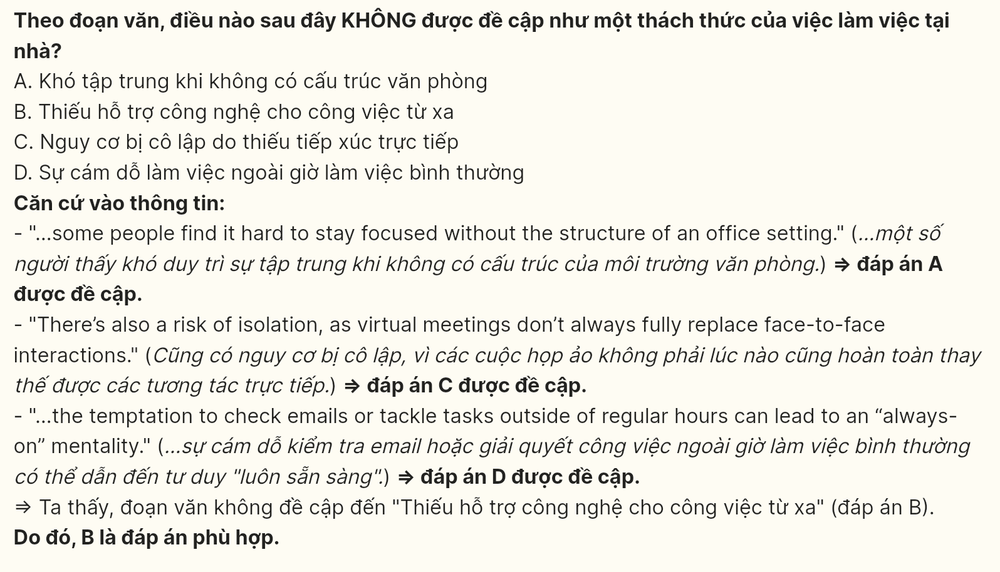 Theo đoạn văn, điều nào sau đây KHÔNG được đề cập như một thách thức của việc làm việc tại
nhà?
A. Khó tập trung khi không có cấu trúc văn phòng
B. Thiếu hỗ trợ công nghệ cho công việc từ xa
C. Nguy cơ bị cô lập do thiếu tiếp xúc trực tiếp
D. Sự cám dỗ làm việc ngoài giờ làm việc bình thường
Căn cứ vào thông tin:
- "...some people find it hard to stay focused without the structure of an office setting." (...một số
người thấy khó duy trì sự tập trung khi không có cấu trúc của môi trường văn phòng.) ⇒ đáp án A
được đề cập.
- "There’s also a risk of isolation, as virtual meetings don’t always fully replace face-to-face
interactions." (Cũng có nguy cơ bị cô lập, vì các cuộc họp ảo không phải lúc nào cũng hoàn toàn thay
thế được các tương tác trực tiếp.) ⇒ đáp án C được đề cập.
- "...the temptation to check emails or tackle tasks outside of regular hours can lead to an “always-
on” mentality." (...sự cám dỗ kiểm tra email hoặc giải quyết công việc ngoài giờ làm việc bình thường
có thể dẫn đến tư duy "luôn sẵn sàng".) ⇒ đáp án D được đề cập.
⇒ Ta thấy, đoạn văn không đề cập đến "Thiếu hỗ trợ công nghệ cho công việc từ xa" (đáp án B).
Do đó, B là đáp án phù hợp.